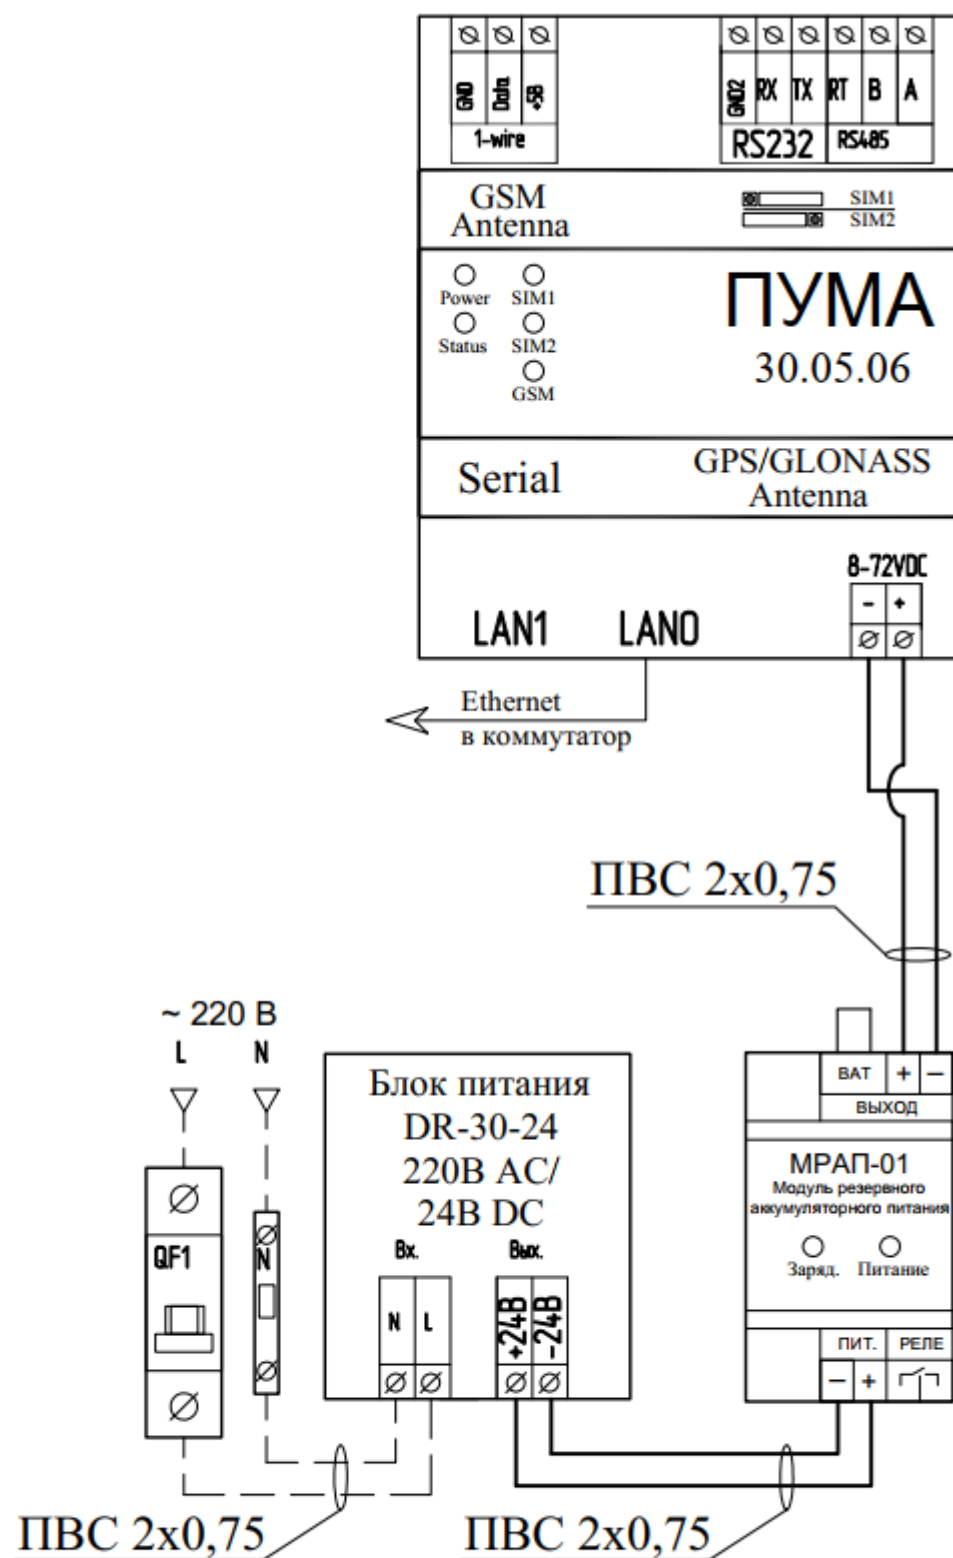 GND Data +5В
1-wire
GND2 RX TX RT B A
RS232 RS485
GSM
Antenna
SIM1
SIM2
Power SIM1
Status SIM2
GSM
ПУМА
30.05.06
Serial
GPS/GLONASS
Antenna
8-72VDC
- +
LAN1 LAN0
Ethernet
в коммутатор
ПВС 2х0,75
~ 220 В
L N
QF1
N
Блок питания
DR-30-24
220В AC/
24В DC
Вх. Вых.
N L +24В -24В
BAT + −
ВЫХОД
МРАП-01
Модуль резервного
аккумуляторного питания
Заряд. Питание
ПИТ. РЕЛЕ
− +
ПВС 2х0,75
ПВС 2х0,75